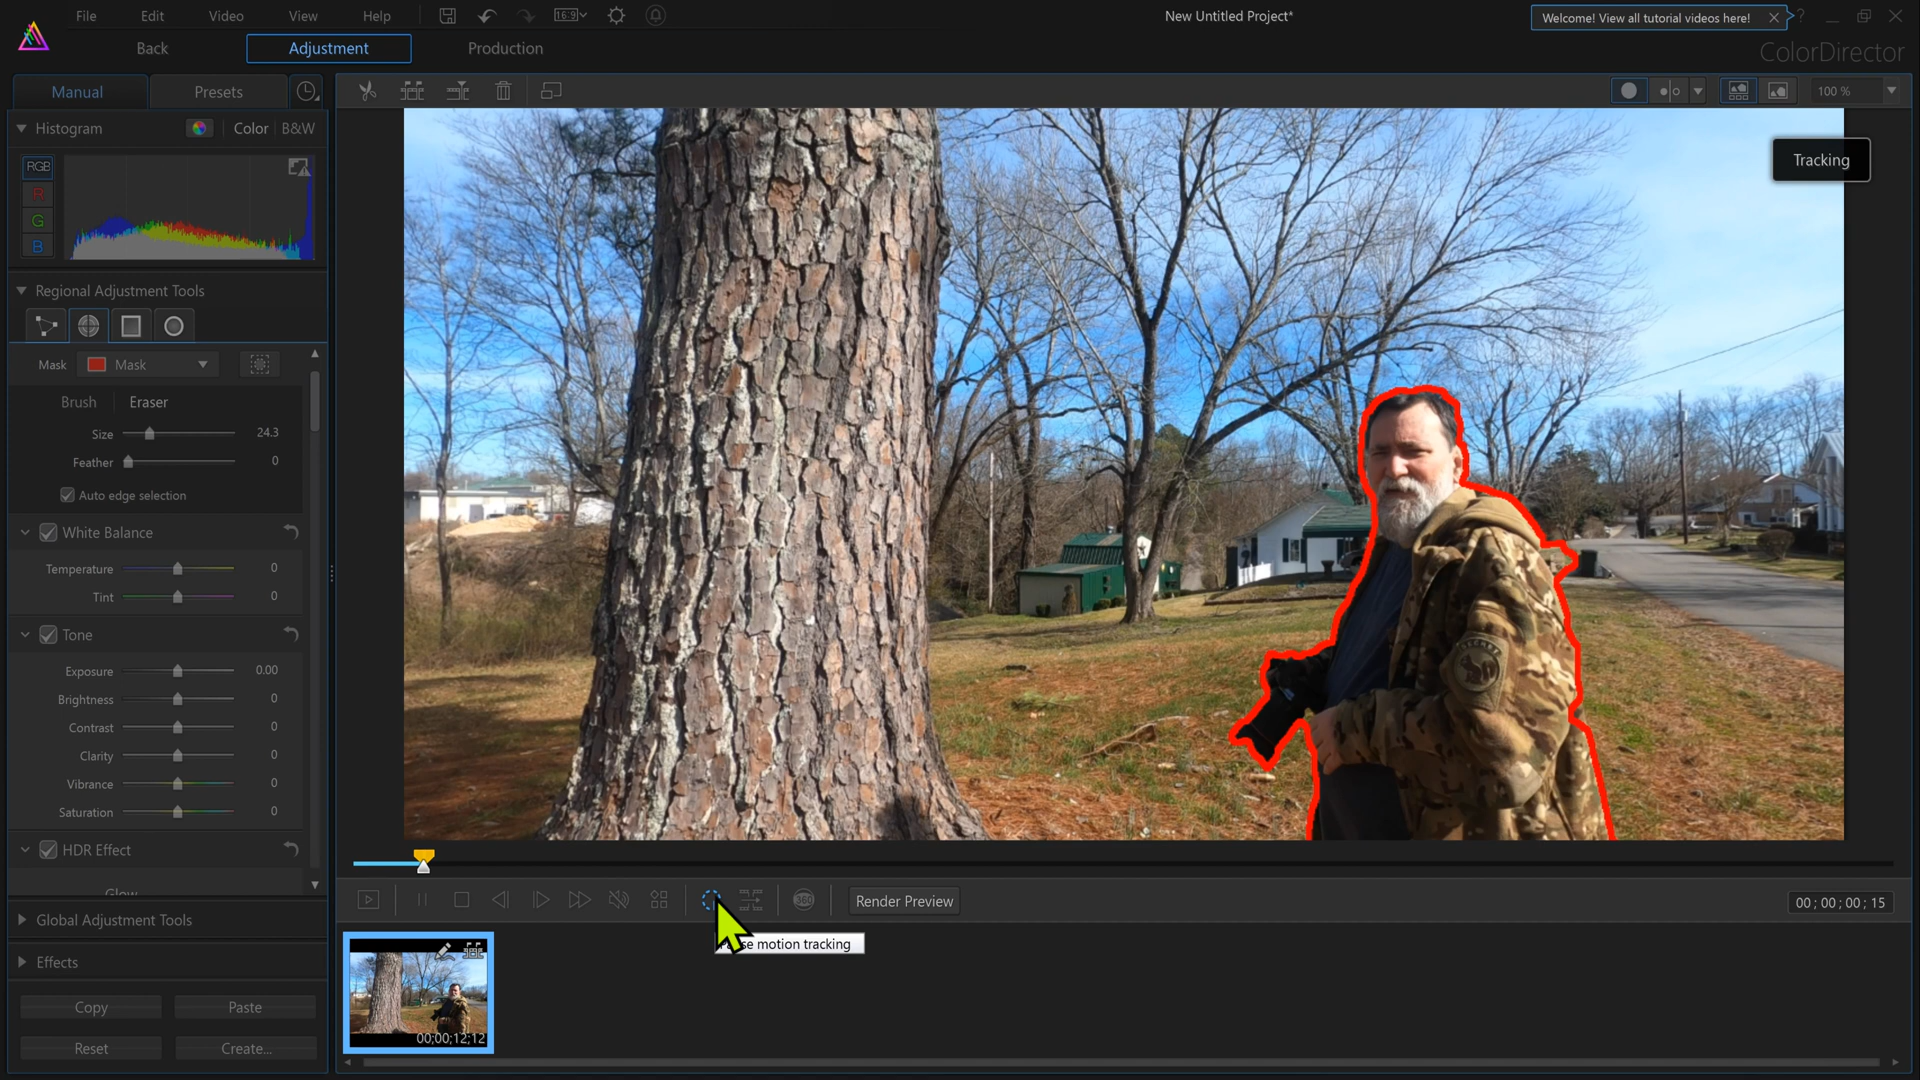 File Edit Video View Help
16:9
New Untitled Project*
Welcome! View all tutorial videos here!
?
Back Adjustment Production
ColorDirector
Manual Presets
100 %
Histogram Color B&W
RGB
R
G
B
Tracking
Regional Adjustment Tools
Mask Mask
Brush Eraser
Size 24.3
Feather 0
Auto edge selection
White Balance
Temperature 0
Tint 0
Tone
Exposure 0.00
Brightness 0
Contrast 0
Clarity 0
Vibrance 0
Saturation 0
HDR Effect
Glow
Global Adjustment Tools
Effects
Copy Paste
Reset Create...
360
Render Preview
00 ; 00 ; 00 ; 15
motion tracking
00;00;12;12